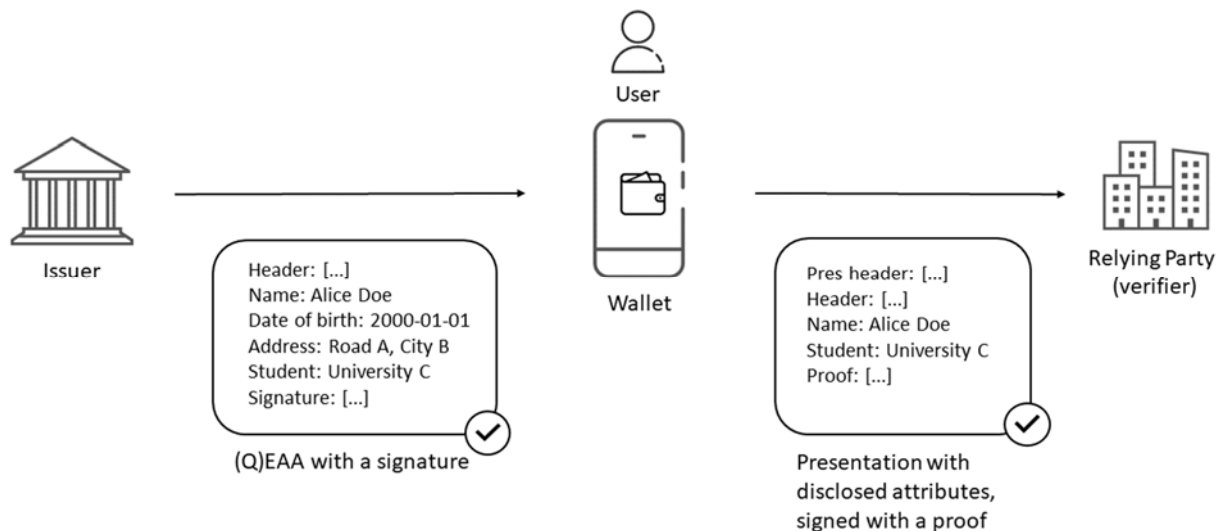 User
Issuer
Header: [...]
Name: Alice Doe
Date of birth: 2000-01-01
Address: Road A, City B
Student: University C
Signature: [...]
(Q)EAA with a signature
Wallet
Pres header: [...]
Header: [...]
Name: Alice Doe
Student: University C
Proof: [...]
Presentation with
disclosed attributes,
signed with a proof
Relying Party
(verifier)